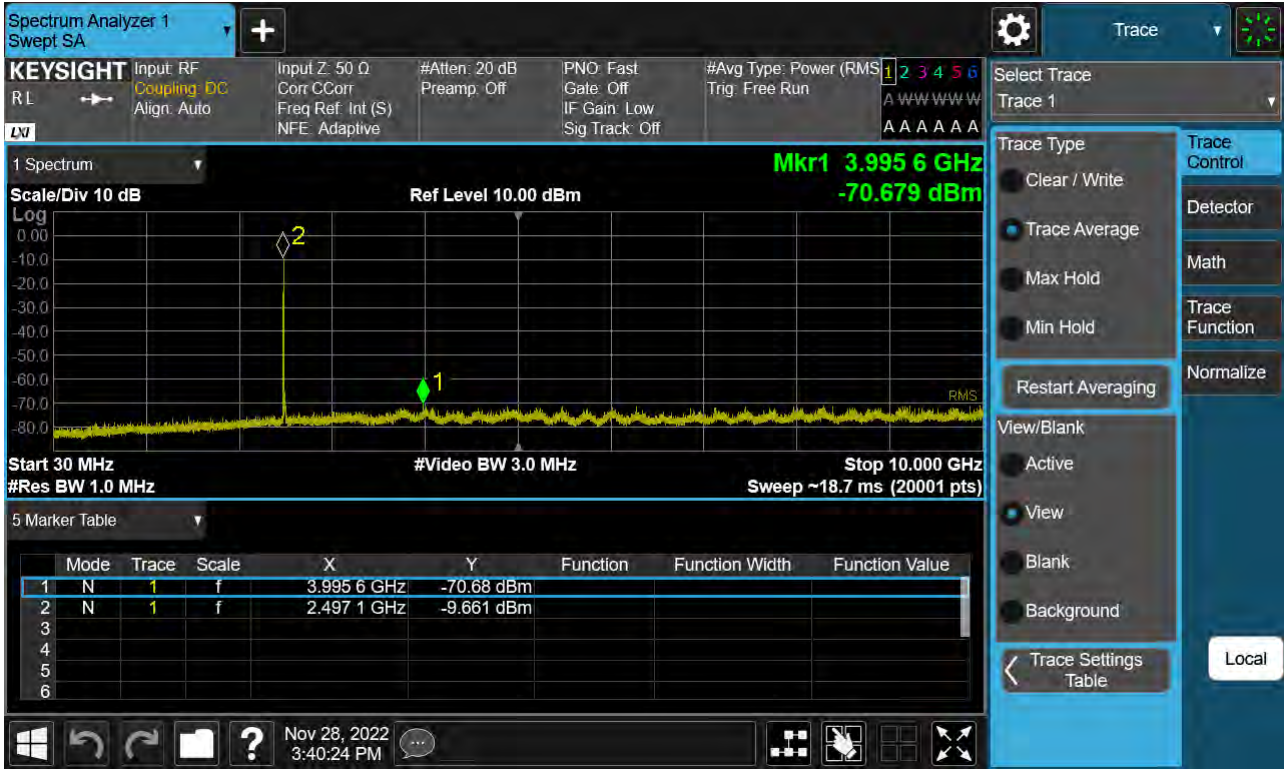 Spectrum Analyzer 1
Swept SA
Trace
KEYSIGHT
RL
LXI
Input: RF
Coupling: DC
Align: Auto
Input Z: 50 Ω
Corr CCorr
Freq Ref: Int (S)
NFE: Adaptive
#Atten: 20 dB
Preamp: Off
PNO: Fast
Gate: Off
IF Gain: Low
Sig Track: Off
#Avg Type: Power (RMS
Trig: Free Run
1 2 3 4 5 6
A W W W W W
A A A A A A
Select Trace
Trace 1
1 Spectrum
Mkr1 3.995 6 GHz
-70.679 dBm
Scale/Div 10 dB
Ref Level 10.00 dBm
Log
0.00
-10.0
-20.0
-30.0
-40.0
-50.0
-60.0
-70.0
-80.0
2
1
RMS
Start 30 MHz
#Video BW 3.0 MHz
Stop 10.000 GHz
#Res BW 1.0 MHz
Sweep ~18.7 ms (20001 pts)
5 Marker Table
Mode Trace Scale X Y Function Function Width Function Value
1 N 1 f 3.995 6 GHz -70.68 dBm
2 N 1 f 2.497 1 GHz -9.661 dBm
3
4
5
6
Trace Type
Clear / Write
Trace Average
Max Hold
Min Hold
Restart Averaging
View/Blank
Active
View
Blank
Background
Trace Settings
Table
Trace
Control
Detector
Math
Trace
Function
Normalize
Local
?
Nov 28, 2022
3:40:24 PM